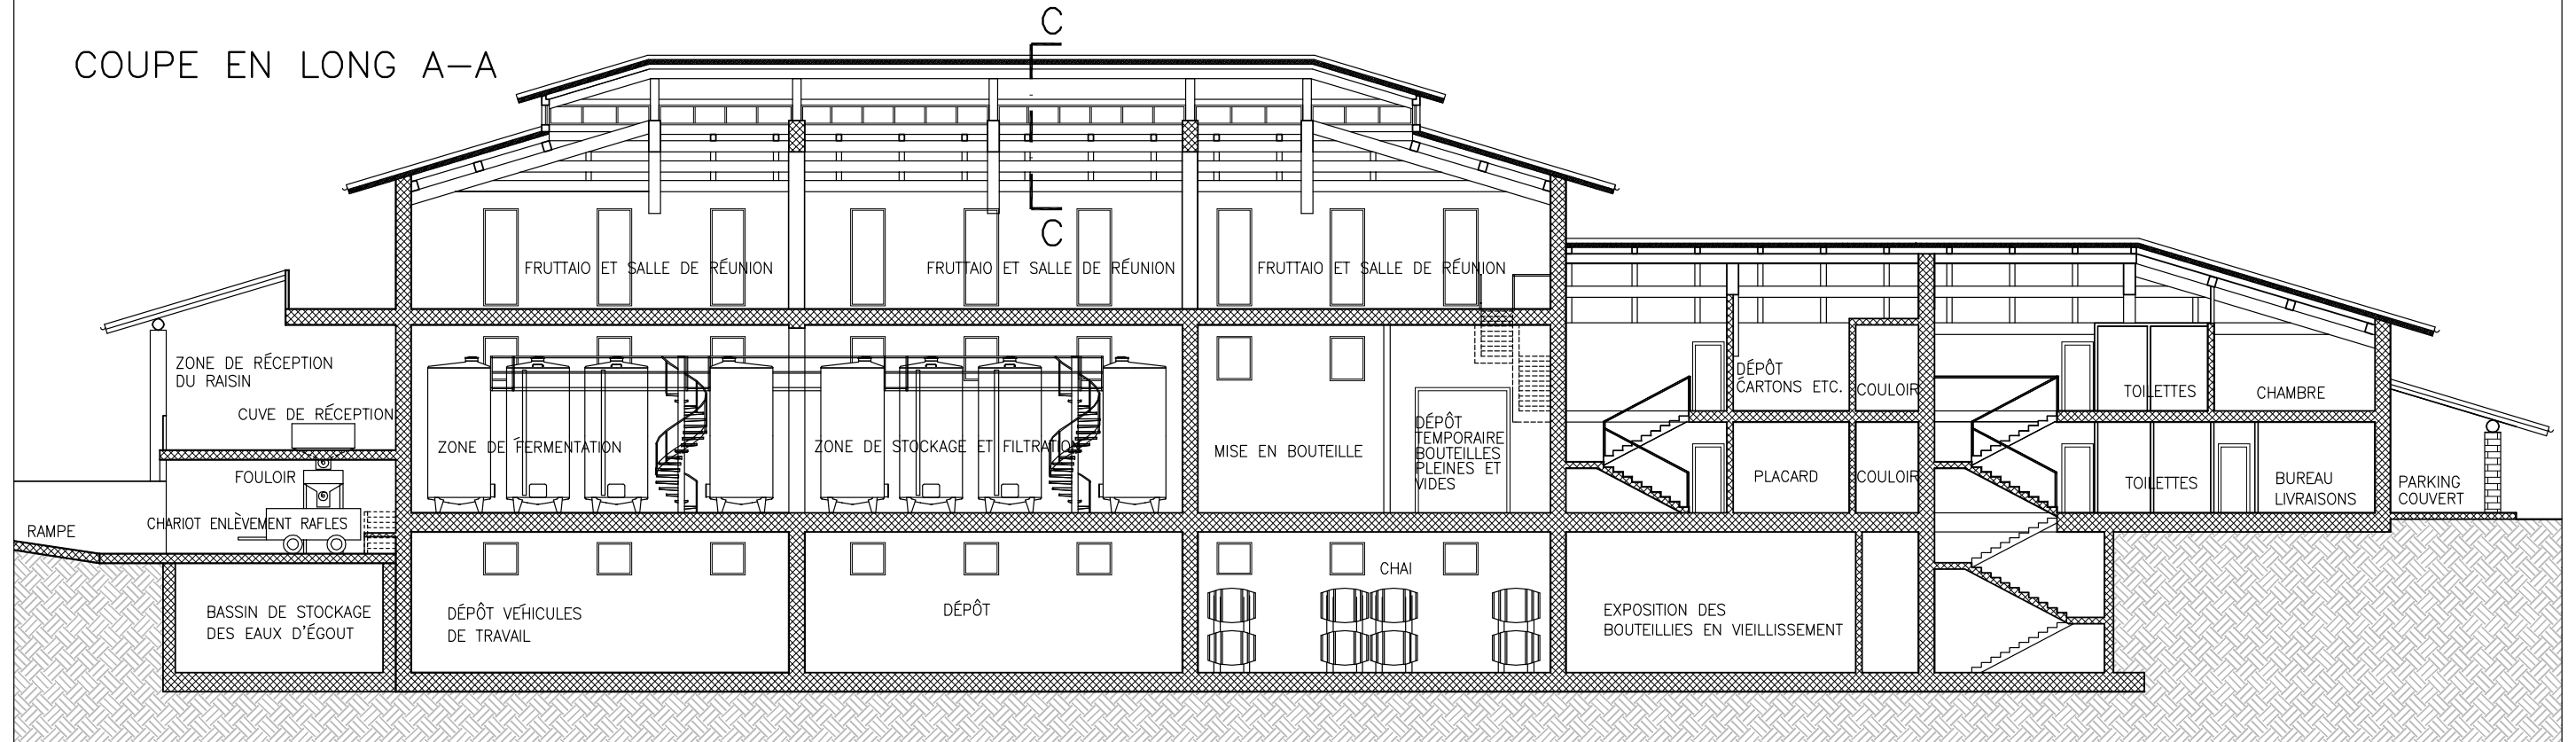 C
COUPE EN LONG A–A
C
FRUTTAIO ET SALLE DE RÉUNION
FRUTTAIO ET SALLE DE RÉUNION
FRUTTAIO ET SALLE DE RÉUNION
ZONE DE RÉCEPTION
DU RAISIN
CUVE DE RÉCEPTION
FOULOIR
CHARIOT ENLÈVEMENT RAFLES
RAMPE
ZONE DE FERMENTATION
ZONE DE STOCKAGE ET FILTRATION
MISE EN BOUTEILLE
DÉPÔT
TEMPORAIRE
BOUTEILLES
PLEINES ET
VIDES
DÉPÔT
CARTONS ETC.
COULOIR
TOILETTES
CHAMBRE
PLACARD
COULOIR
TOILETTES
BUREAU
LIVRAISONS
PARKING
COUVERT
BASSIN DE STOCKAGE
DES EAUX D'ÉGOUT
DÉPÔT VÉHICULES
DE TRAVAIL
DÉPÔT
CHAI
EXPOSITION DES
BOUTEILLIES EN VIEILLISSEMENT